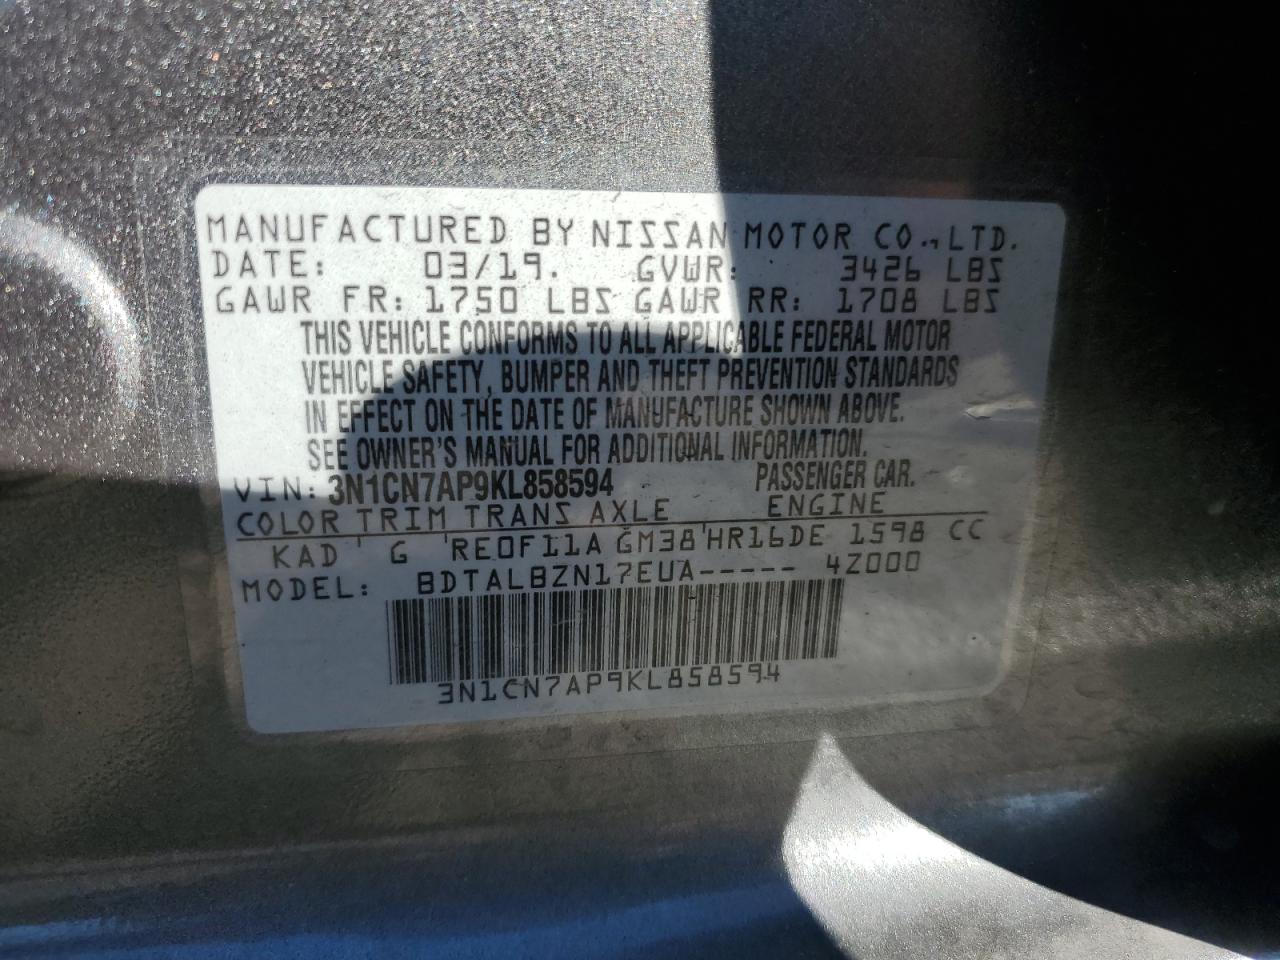 MANUFACTURED BY NISSAN MOTOR CO., LTD.
DATE: 03/19. GVWR: 3426 LBS
GAWR FR: 1750 LBS GAWR RR: 1708 LBS
THIS VEHICLE CONFORMS TO ALL APPLICABLE FEDERAL MOTOR
VEHICLE SAFETY, BUMPER AND THEFT PREVENTION STANDARDS
IN EFFECT ON THE DATE OF MANUFACTURE SHOWN ABOVE.
SEE OWNER'S MANUAL FOR ADDITIONAL INFORMATION.
VIN: 3N1CN7AP9KL858594 PASSENGER CAR.
COLOR TRIM TRANS AXLE ENGINE
KAD ' G ' RE0F11A GM38 ' HR16DE 1598 CC
MODEL: BDTALBZN17EUA----- 4Z000
3N1CN7AP9KL858594